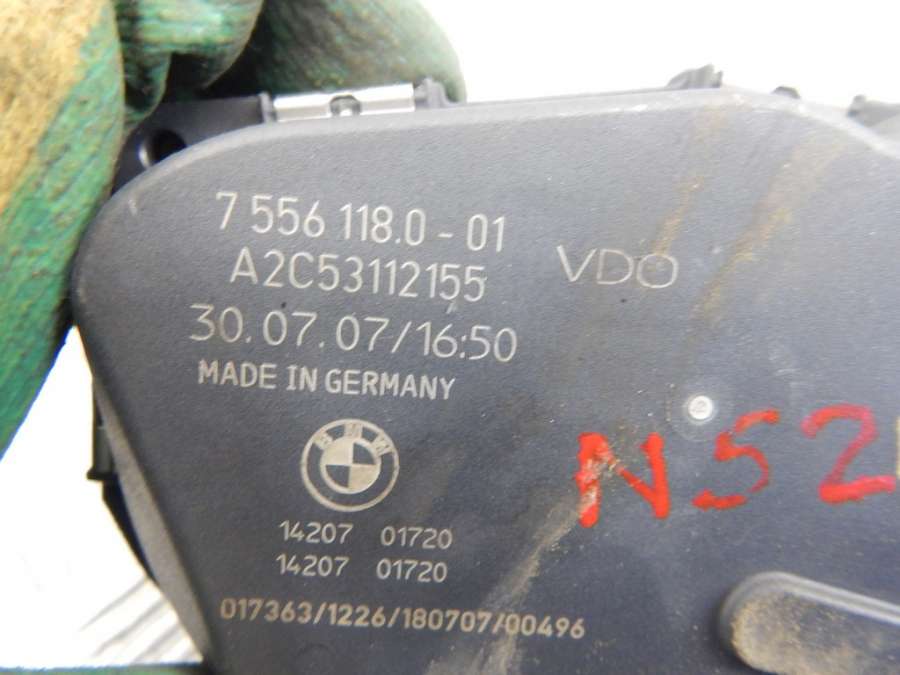 7 556 118.0 - 01
A2C53112155
VDO
30.07.07/16:50
MADE IN GERMANY
BMW
N52
14207 01720
14207 01720
017363/1226/180707/00496